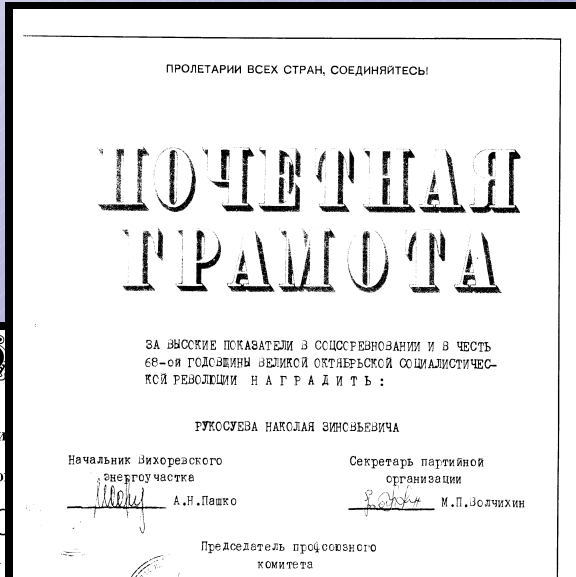 ПРОЛЕТАРИИ ВСЕХ СТРАН, СОЕДИНЯЙТЕСЬ!
ПОЧЕТНАЯ
ГРАМОТА
ЗА ВЫСОКИЕ ПОКАЗАТЕЛИ В СОЦСОРЕВНОВАНИИ И В ЧЕСТЬ
68-ой ГОДОВЩИНЫ ВЕЛИКОЙ ОКТЯБРЬСКОЙ СОЦИАЛИСТИЧЕС-
КОЙ РЕВОЛЮЦИИ Н А Г Р А Д И Т Ь :
РУКОСУЕВА НАКОЛАЯ ЗИНОВЬЕВИЧА
Начальник Вихоревского
энергоучастка
А.Н.Пашко
Секретарь партийной
организации
М.П.Волчихин
Председатель профсоюзного
комитета